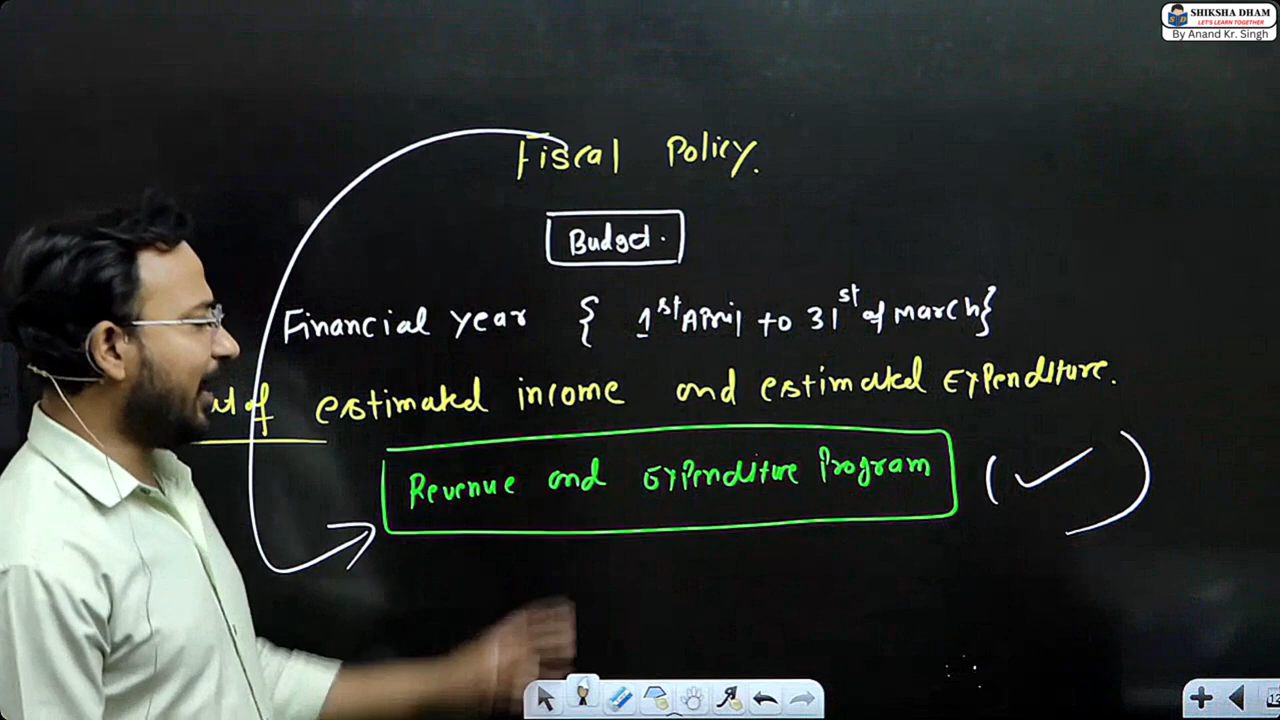 SHIKSHA DHAM
LET'S LEARN TOGETHER
By Anand Kr. Singh
Fiscal Policy.
Budget.
Financial year { 1st April to 31st of March}
of estimated income and estimated Expenditure.
Revenue and Expenditure Program